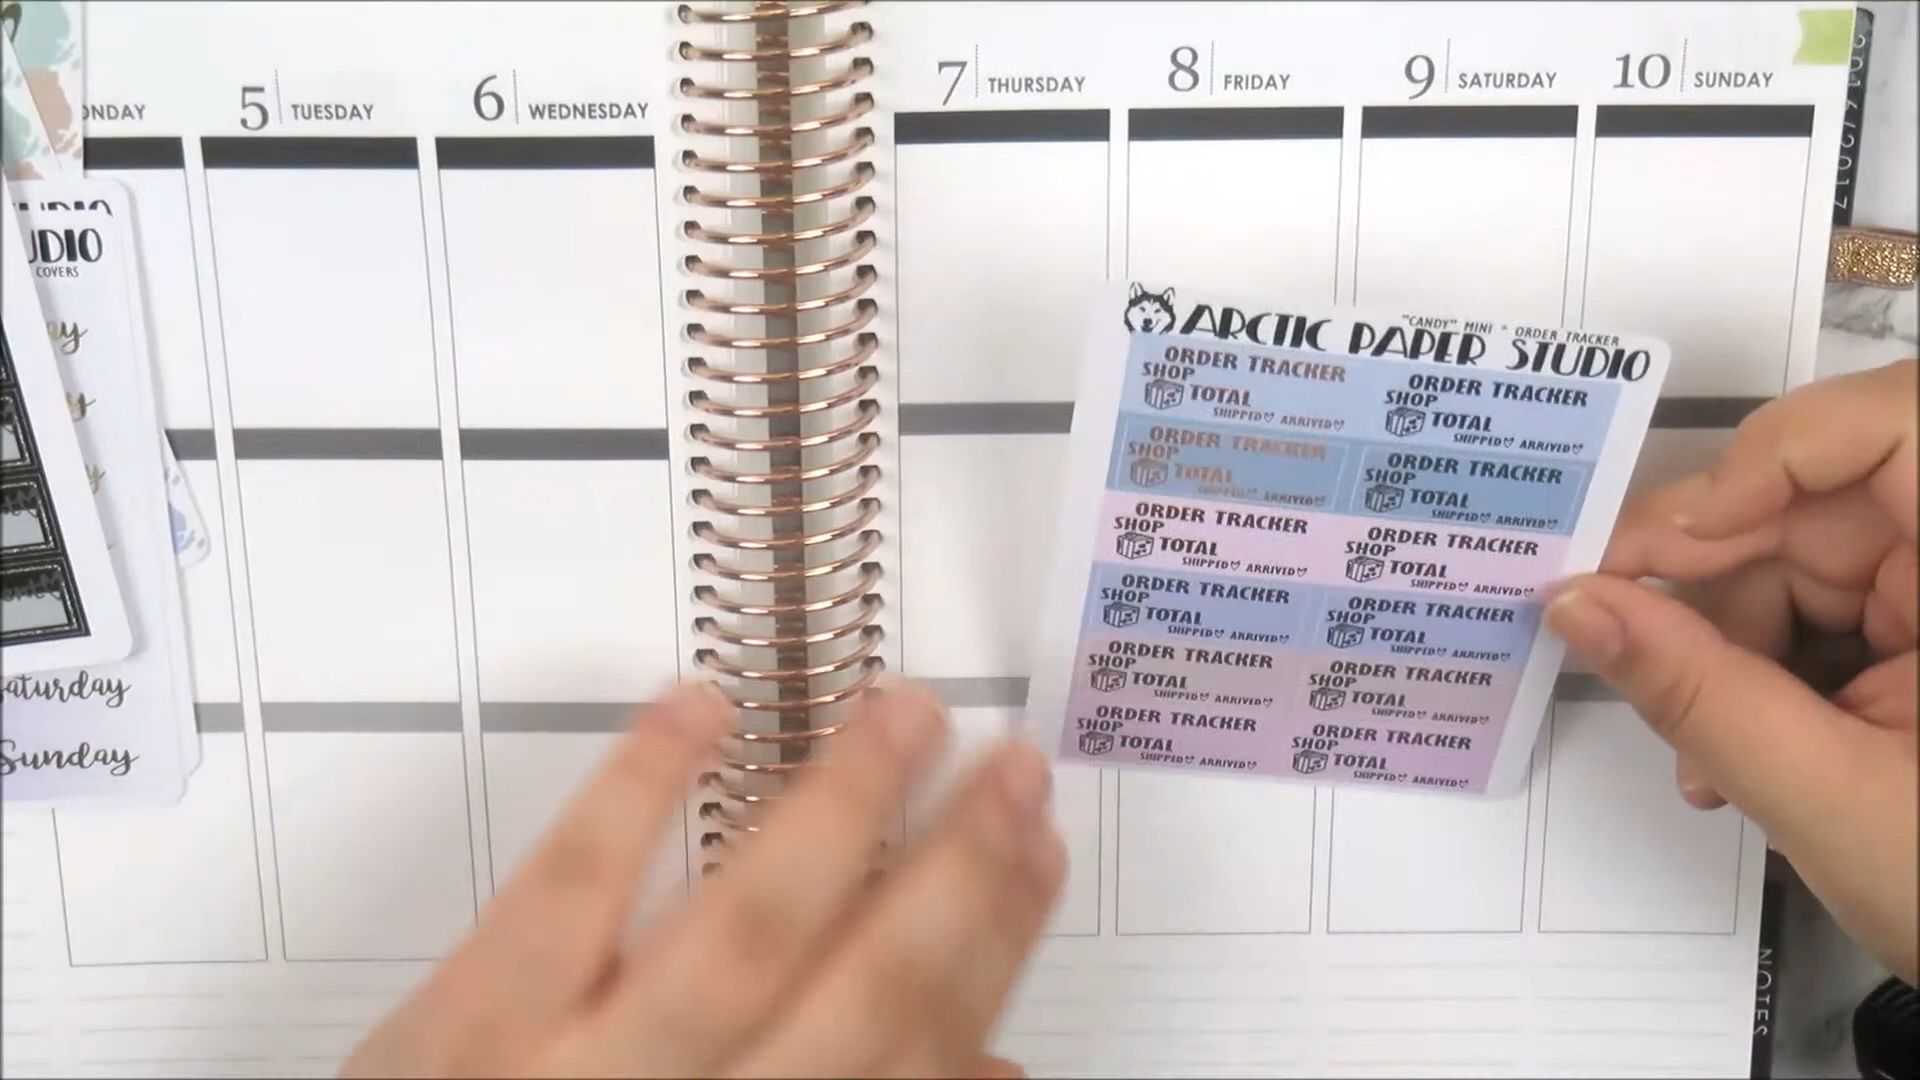 5 TUESDAY
6 WEDNESDAY
7 THURSDAY
8 FRIDAY
9 SATURDAY
10 SUNDAY
COVERS
Sunday
"CANDY" MINI - ORDER TRACKER
ARCTIC PAPER STUDIO
ORDER TRACKER
SHOP
TOTAL
SHIPPED♡ ARRIVED♡
ORDER TRACKER
SHOP
TOTAL
SHIPPED♡ ARRIVED♡
ORDER TRACKER
SHOP
TOTAL
SHIPPED♡ ARRIVED♡
ORDER TRACKER
SHOP
TOTAL
SHIPPED♡ ARRIVED♡
ORDER TRACKER
SHOP
TOTAL
SHIPPED♡ ARRIVED♡
ORDER TRACKER
SHOP
TOTAL
SHIPPED♡ ARRIVED♡
ORDER TRACKER
SHOP
TOTAL
SHIPPED♡ ARRIVED♡
ORDER TRACKER
SHOP
TOTAL
SHIPPED♡ ARRIVED♡
ORDER TRACKER
SHOP
TOTAL
SHIPPED♡ ARRIVED♡
ORDER TRACKER
SHOP
TOTAL
SHIPPED♡ ARRIVED♡
ORDER TRACKER
SHOP
TOTAL
SHIPPED♡ ARRIVED♡
ORDER TRACKER
SHOP
TOTAL
SHIPPED♡ ARRIVED♡
NOTES